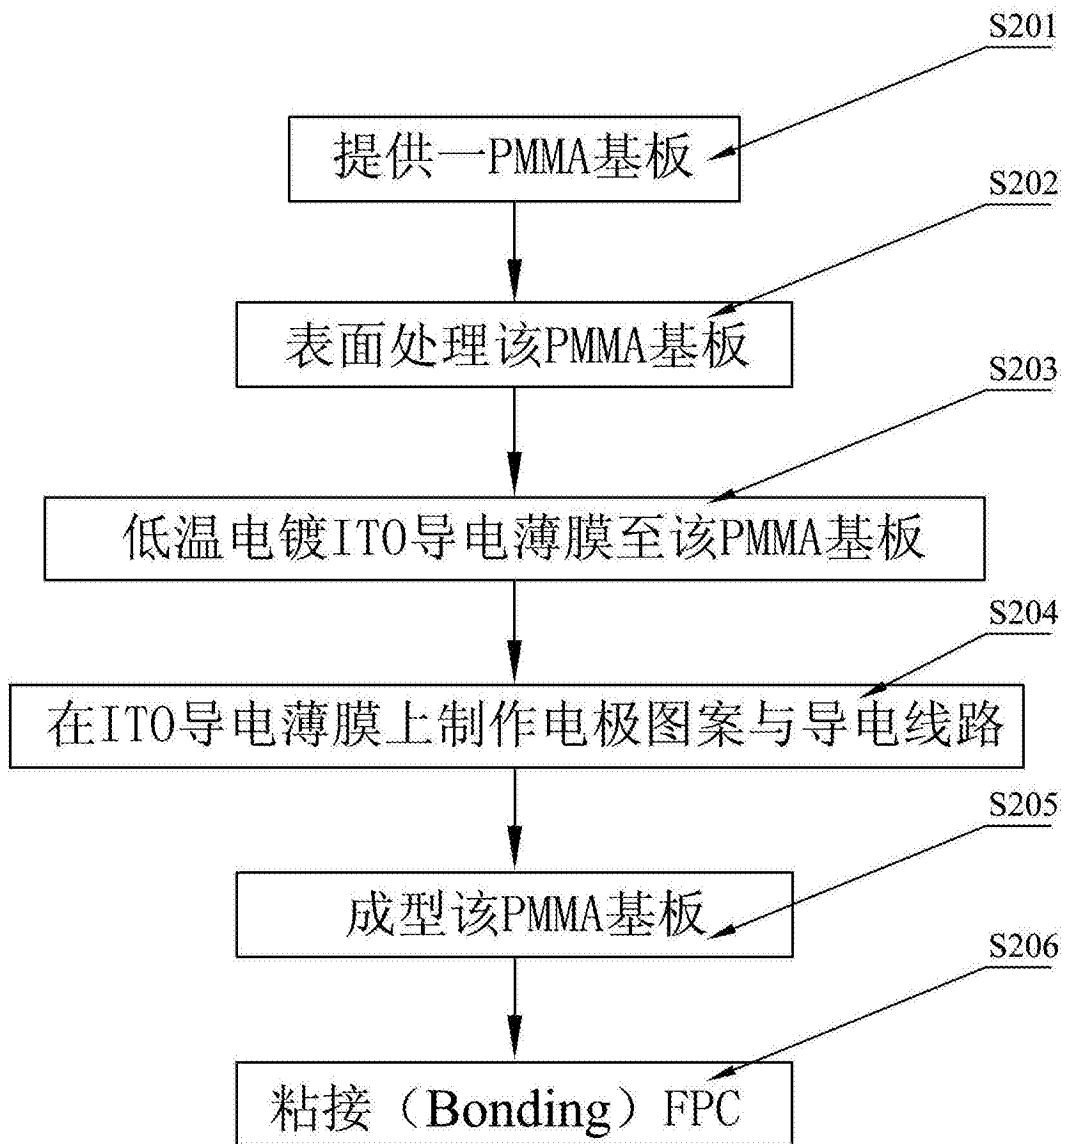 S201
提供一PMMA基板
S202
表面处理该PMMA基板
S203
低温电镀ITO导电薄膜至该PMMA基板
S204
在ITO导电薄膜上制作电极图案与导电线路
S205
成型该PMMA基板
S206
粘接（Bonding）FPC